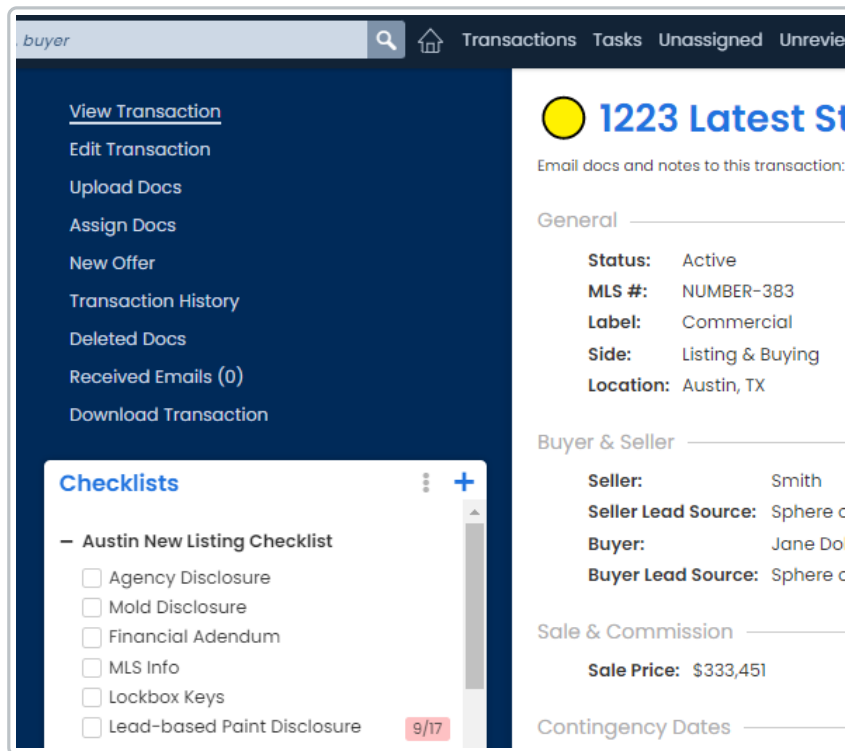 buyer
Transactions Tasks Unassigned
View Transaction
Edit Transaction
Upload Docs
Assign Docs
New Offer
Transaction History
Deleted Docs
Received Emails (0)
Download Transaction
Checklists
Austin New Listing Checklist
Agency Disclosure
Mold Disclosure
Financial Adendum
MLS Info
Lockbox Keys
Lead-based Paint Disclosure 9/17
1223 Latest
Email docs and notes to this transaction:
General
Status: Active
MLS #: NUMBER-383
Label: Commercial
Side: Listing & Buying
Location: Austin, TX
Buyer & Seller
Seller: Smith
Seller Lead Source: Sphere
Buyer: Jane
Buyer Lead Source: Sphere
Sale & Commission
Sale Price: $333,451
Contingency Dates